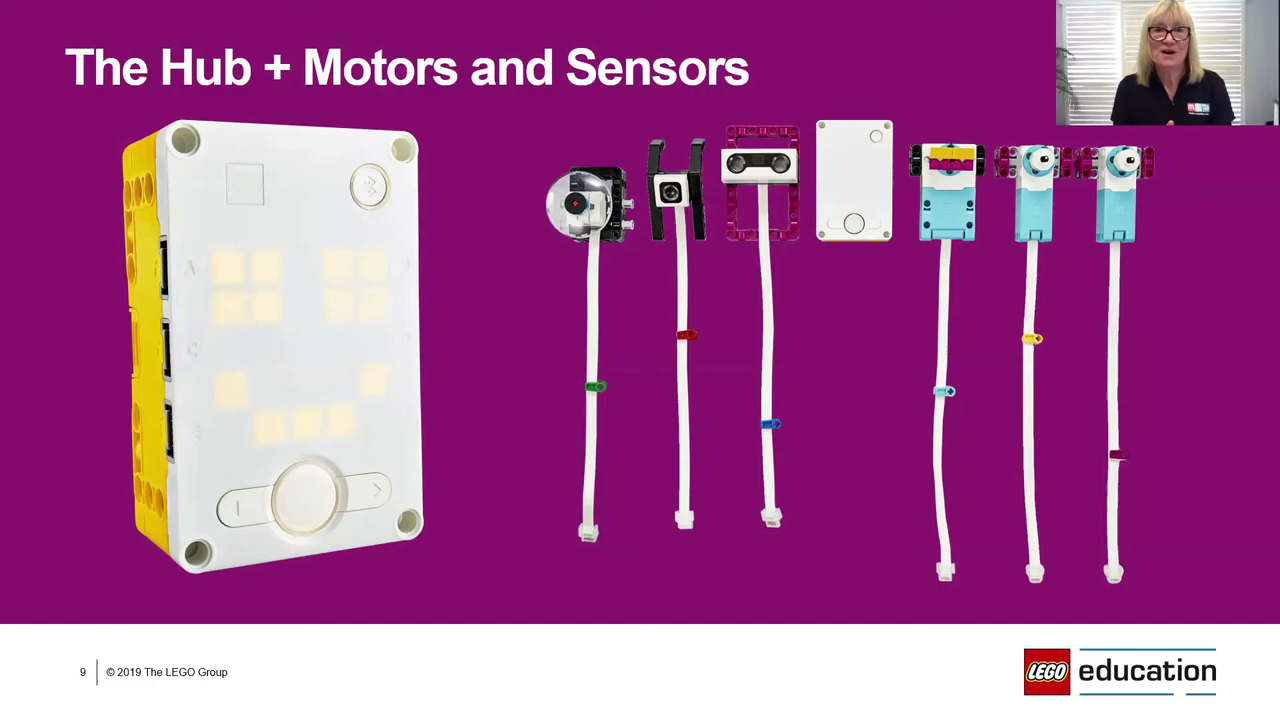 The Hub + Motors and Sensors
A
C
9
© 2019 The LEGO Group
LEGO
education